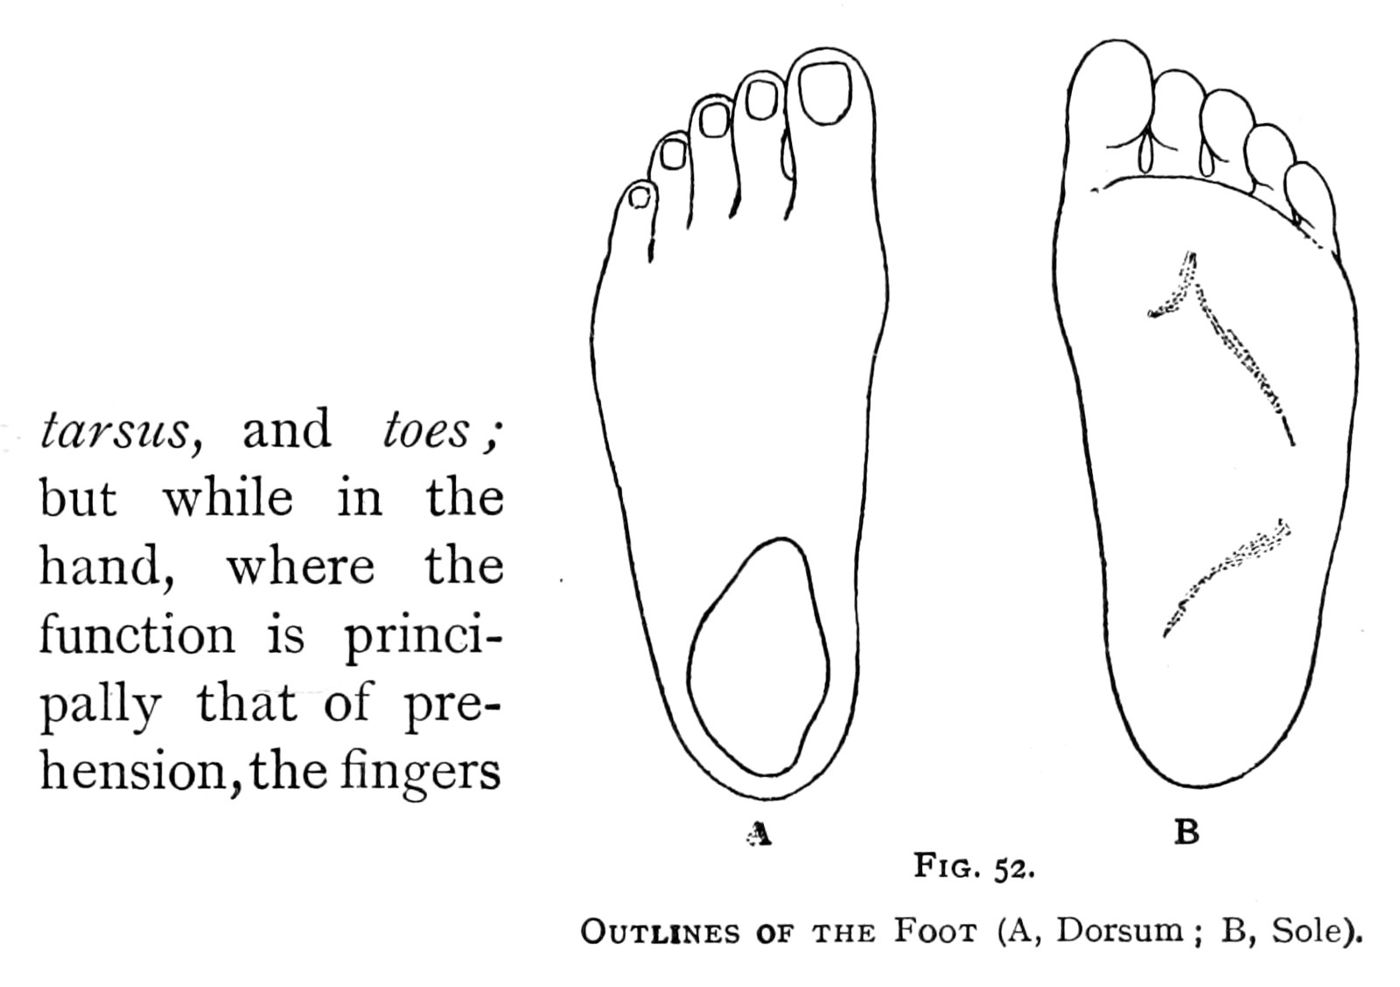 tarsus, and toes;
but while in the
hand, where the
function is princi-
pally that of pre-
hension, the fingers
A
B
FIG. 52.
OUTLINES OF THE FOOT (A, Dorsum; B, Sole).